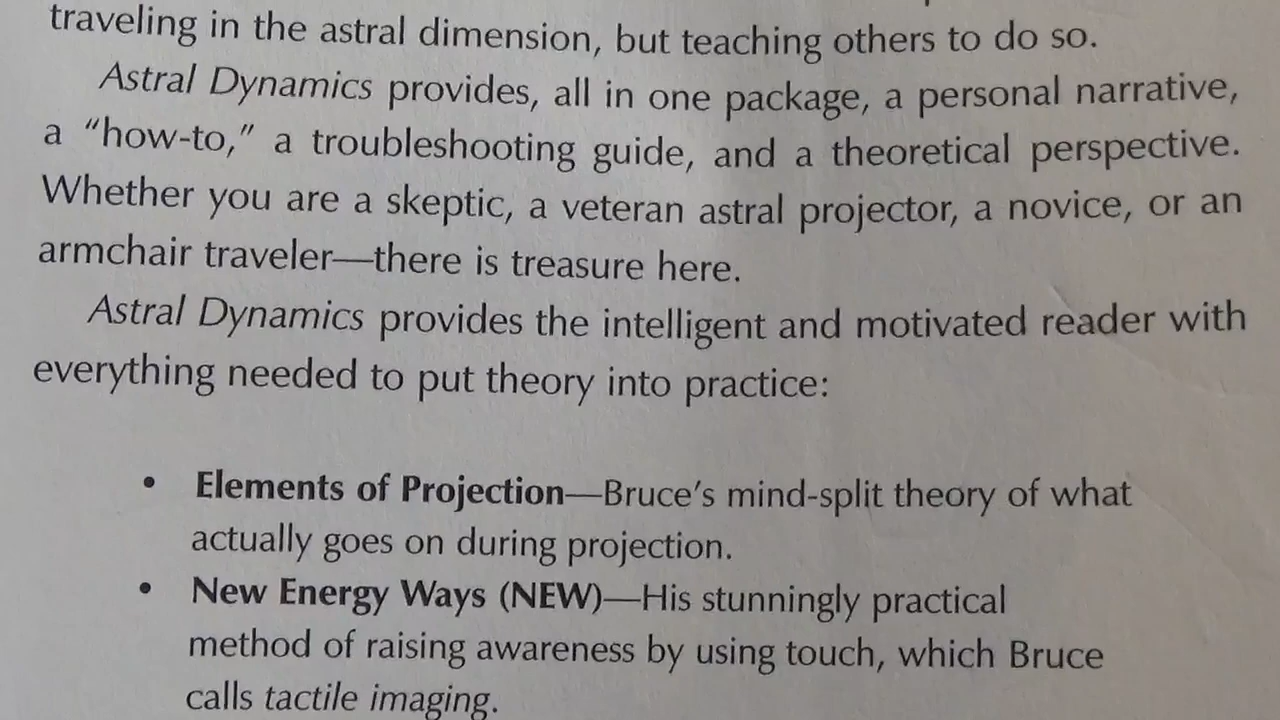 traveling in the astral dimension, but teaching others to do so.
Astral Dynamics provides, all in one package, a personal narrative,
a “how-to,” a troubleshooting guide, and a theoretical perspective.
Whether you are a skeptic, a veteran astral projector, a novice, or an
armchair traveler—there is treasure here.
Astral Dynamics provides the intelligent and motivated reader with
everything needed to put theory into practice:
• Elements of Projection—Bruce’s mind-split theory of what
actually goes on during projection.
• New Energy Ways (NEW)—His stunningly practical
method of raising awareness by using touch, which Bruce
calls tactile imaging.